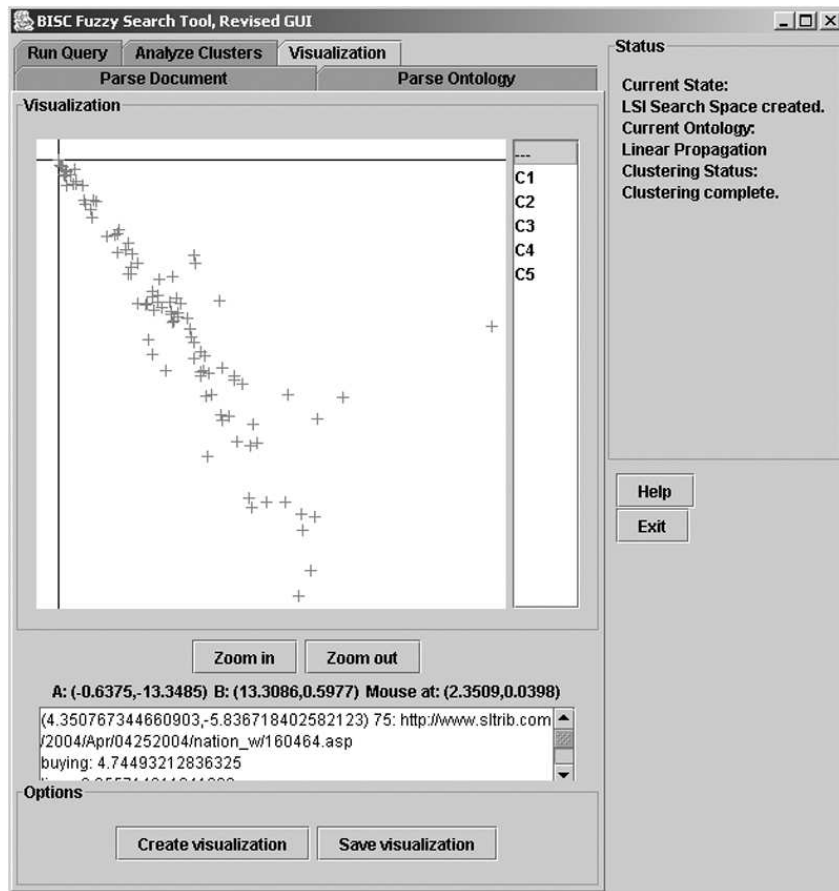 BISC Fuzzy Search Tool, Revised GUI
Run Query
Analyze Clusters
Visualization
Parse Document
Parse Ontology
Visualization
---
C1
C2
C3
C4
C5
Zoom in
Zoom out
A: (-0.6375,-13.3485) B: (13.3086,0.5977) Mouse at: (2.3509,0.0398)
(4.350767344660903,-5.836718402582123) 75: http://www.sltrib.com
/2004/Apr/04252004/nation_w/160464.asp
buying: 4.74493212836325
Options
Create visualization
Save visualization
Status
Current State:
LSI Search Space created.
Current Ontology:
Linear Propagation
Clustering Status:
Clustering complete.
Help
Exit